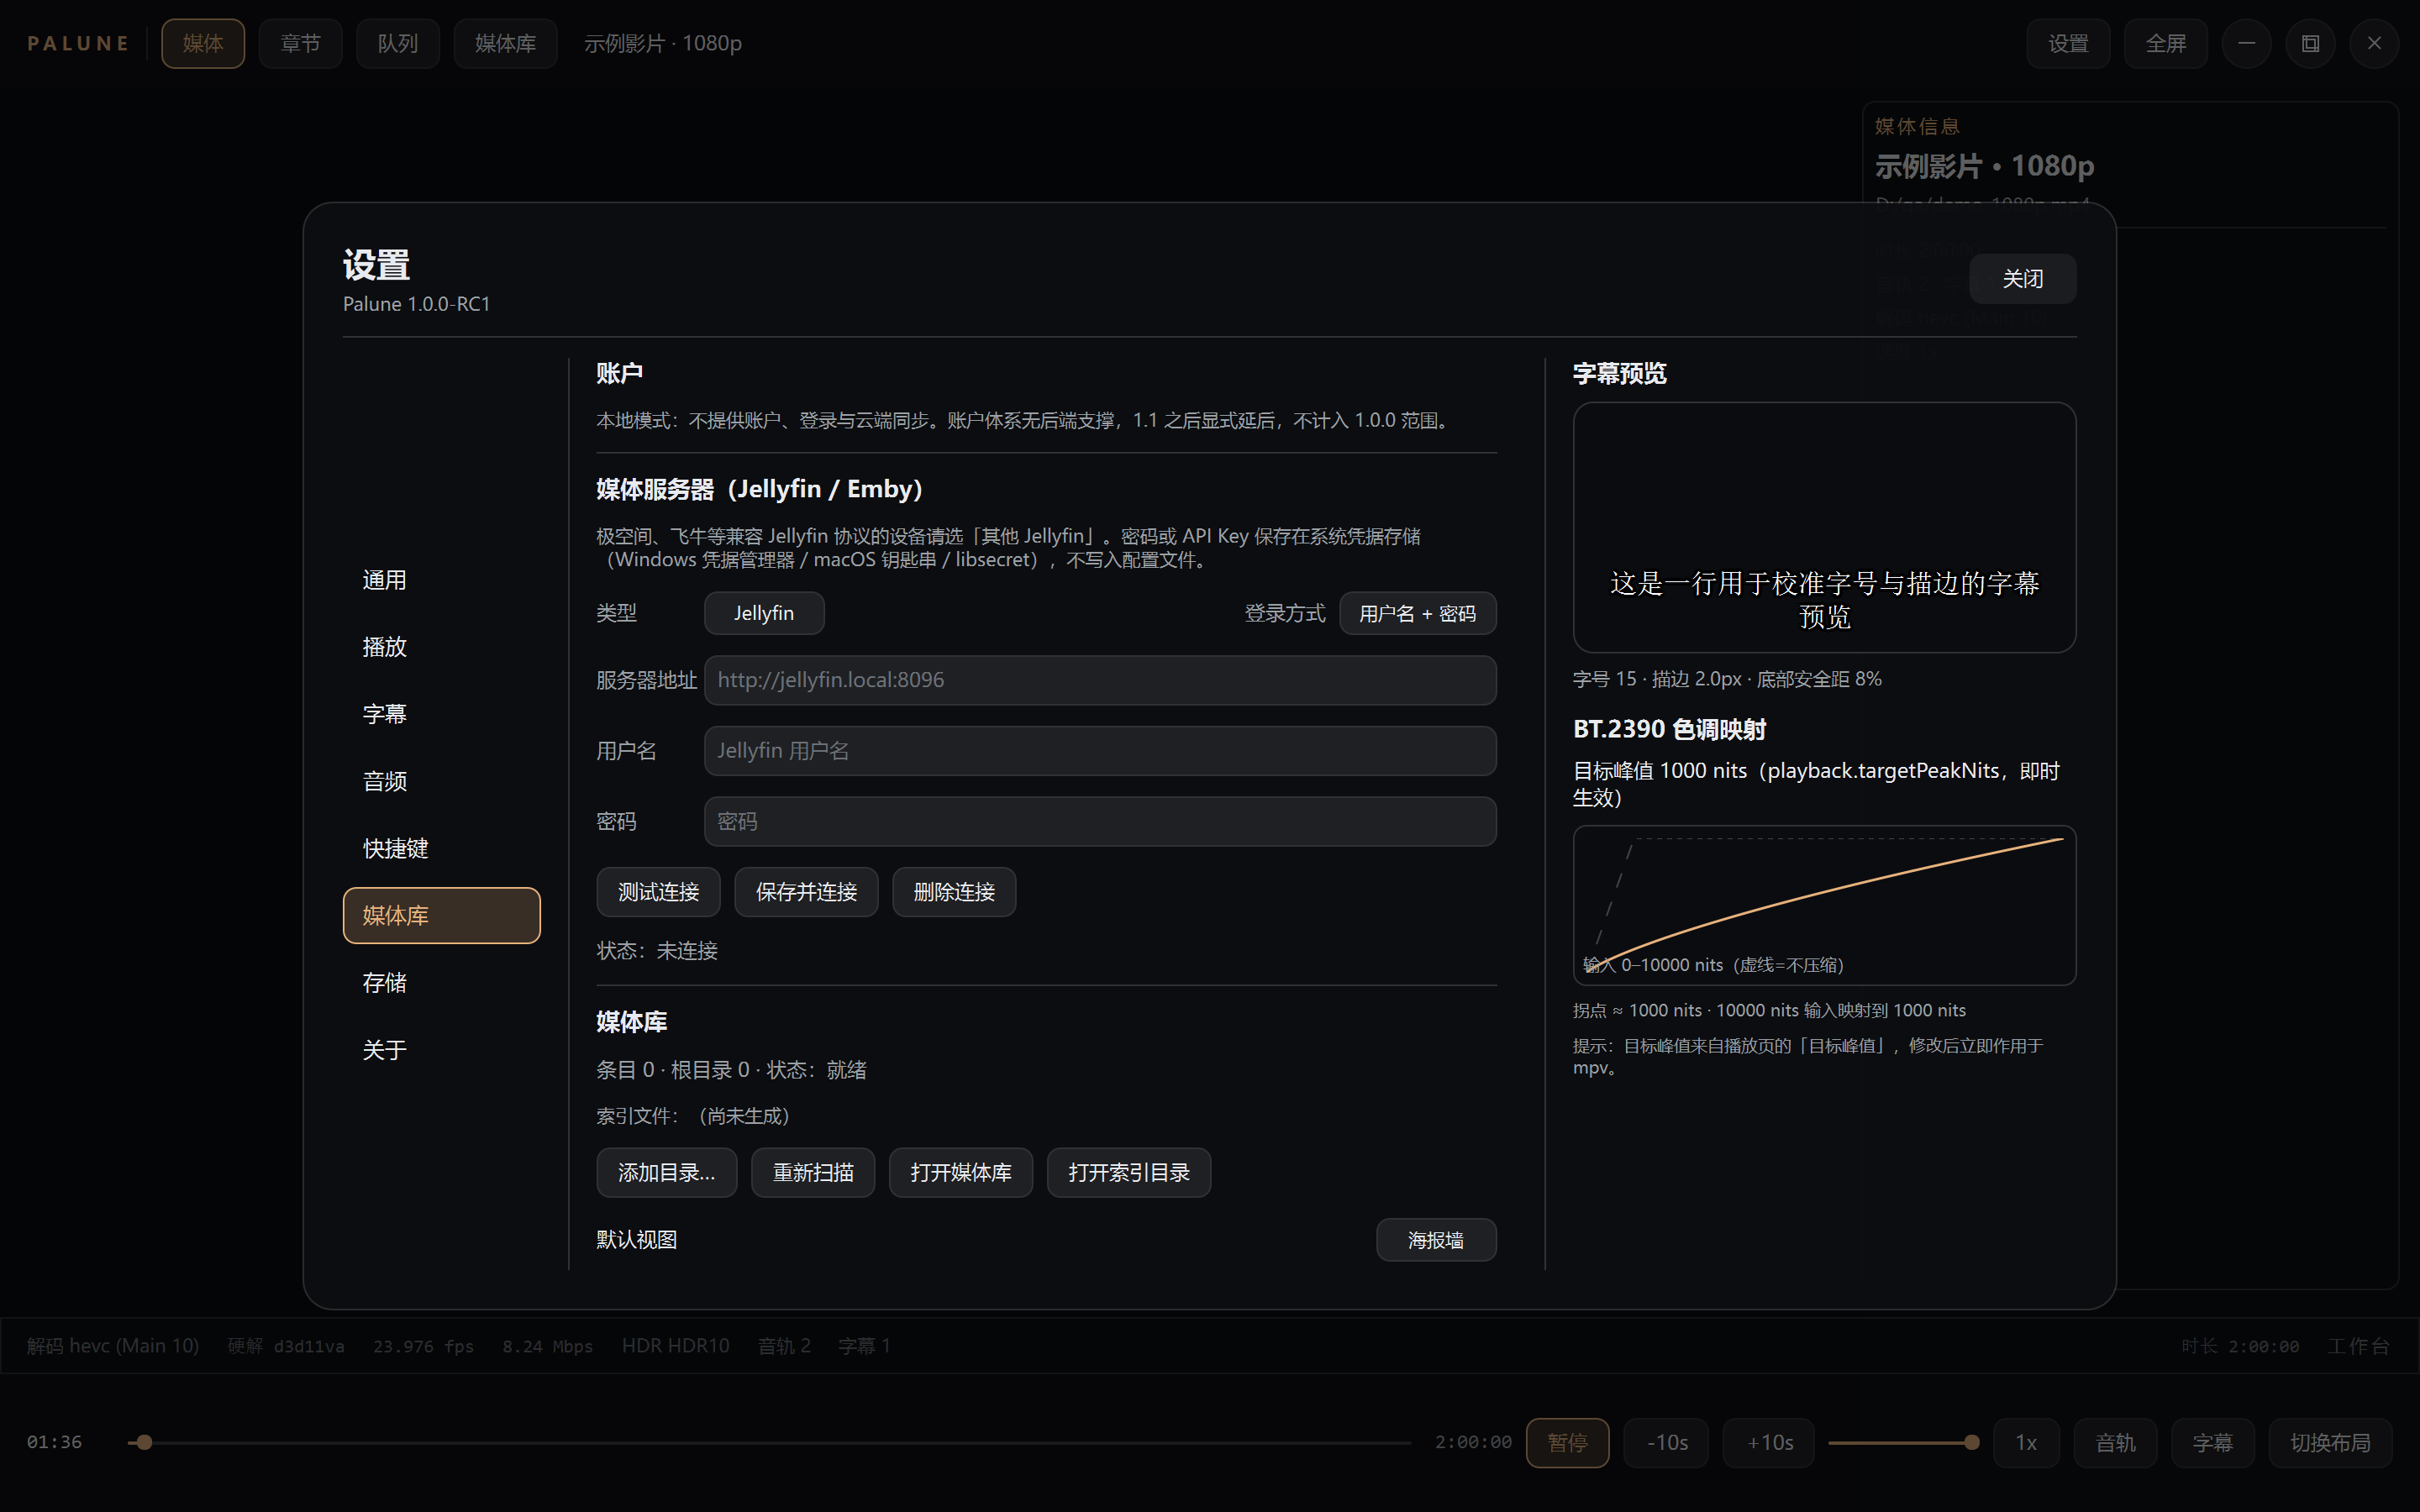 PALUNE
媒体
章节
队列
媒体库
示例影片 · 1080p
设置
全屏
媒体信息
示例影片 • 1080p
设置
Palune 1.0.0-RC1
关闭
通用
播放
字幕
音频
快捷键
媒体库
存储
关于
账户
本地模式：不提供账户、登录与云端同步。账户体系无后端支撑，1.1 之后显式延后，不计入 1.0.0 范围。
媒体服务器（Jellyfin / Emby）
极空间、飞牛等兼容 Jellyfin 协议的设备请选「其他 Jellyfin」。密码或 API Key 保存在系统凭据存储
（Windows 凭据管理器 / macOS 钥匙串 / libsecret），不写入配置文件。
类型
Jellyfin
登录方式
用户名 + 密码
服务器地址
http://jellyfin.local:8096
用户名
Jellyfin 用户名
密码
密码
测试连接
保存并连接
删除连接
状态：未连接
媒体库
条目 0 · 根目录 0 · 状态：就绪
索引文件：（尚未生成）
添加目录...
重新扫描
打开媒体库
打开索引目录
默认视图
海报墙
字幕预览
这是一行用于校准字号与描边的字幕
预览
字号 15 · 描边 2.0px · 底部安全距 8%
BT.2390 色调映射
目标峰值 1000 nits（playback.targetPeakNits，即时
生效）
输入 0–10000 nits（虚线=不压缩）
拐点 ≈ 1000 nits · 10000 nits 输入映射到 1000 nits
提示：目标峰值来自播放页的「目标峰值」，修改后立即作用于
mpv。
解码 hevc (Main 10)
硬解 d3d11va
23.976 fps
8.24 Mbps
HDR HDR10
音轨 2
字幕 1
时长 2:00:00
工作台
01:36
2:00:00
暂停
-10s
+10s
1x
音轨
字幕
切换布局